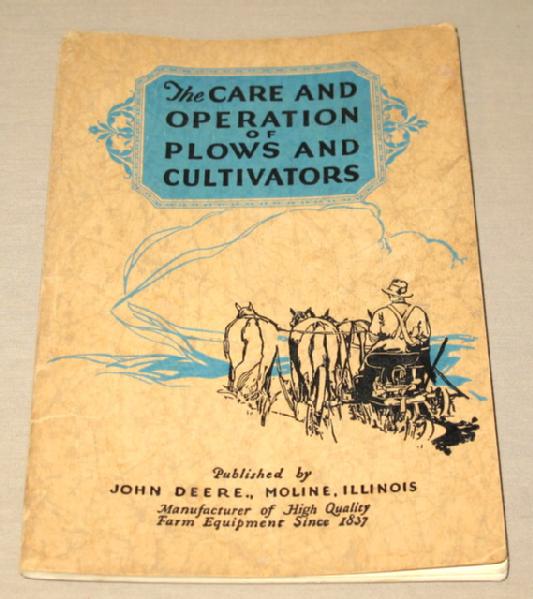 The CARE AND
OPERATION
OF
PLOWS AND
CULTIVATORS
Published by
JOHN DEERE., MOLINE, ILLINOIS
Manufacturer of High Quality
Farm Equipment Since 1837